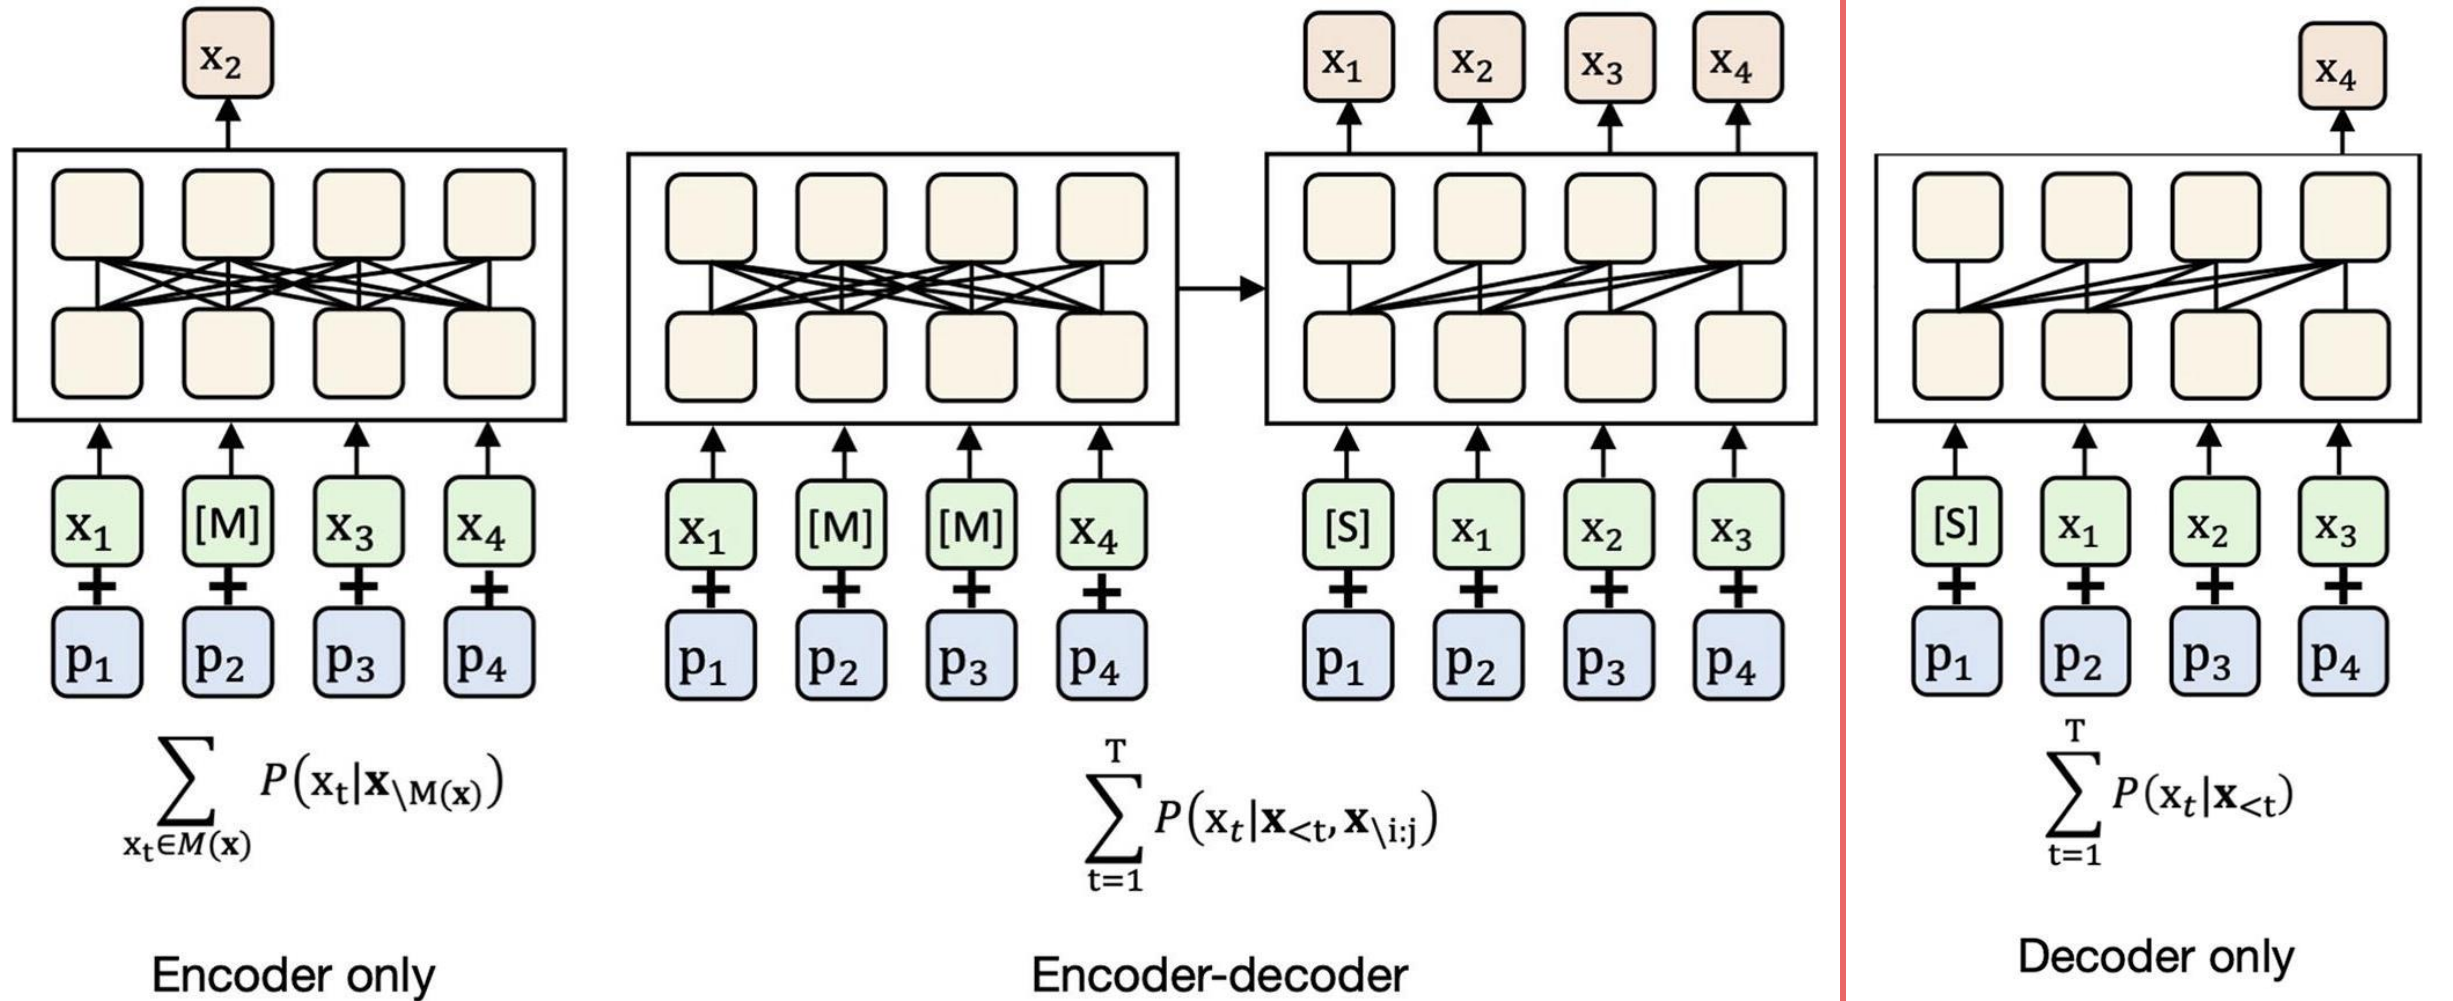 x₂
x₁ [M] x₃ x₄
+ + + +
p₁ p₂ p₃ p₄
∑ P(xₜ|𝐱\M(𝐱))
xₜ∈M(𝐱)
Encoder only
x₁ x₂ x₃ x₄
x₁ [M] [M] x₄ [S] x₁ x₂ x₃
+ + + + + + + +
p₁ p₂ p₃ p₄ p₁ p₂ p₃ p₄
T
∑ P(xₜ|𝐱<t, 𝐱\i:j)
t=1
Encoder-decoder
x₄
[S] x₁ x₂ x₃
+ + + +
p₁ p₂ p₃ p₄
T
∑ P(xₜ|𝐱<t)
t=1
Decoder only